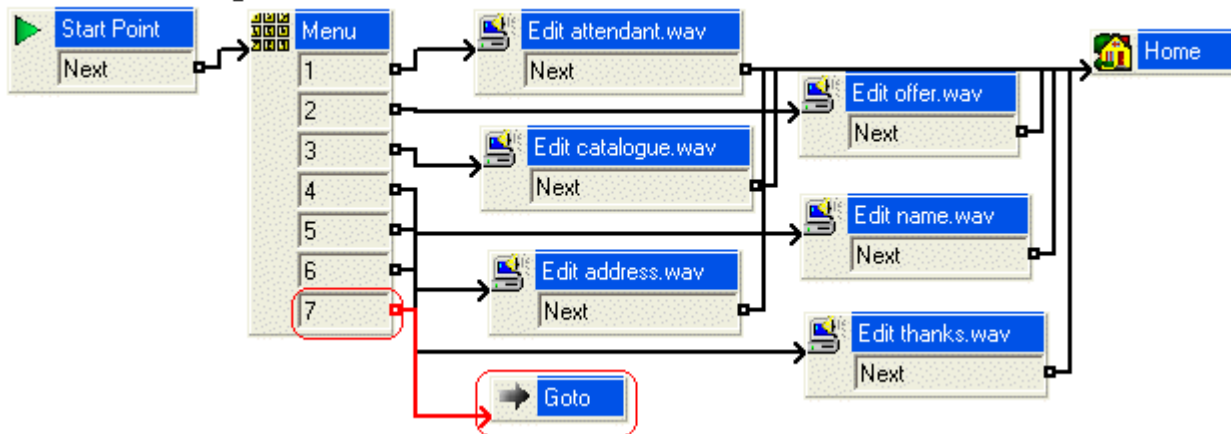 Start Point
Next
Menu
1
2
3
4
5
6
7
Edit attendant.wav
Next
Edit offer.wav
Next
Edit catalogue.wav
Next
Edit name.wav
Next
Edit address.wav
Next
Edit thanks.wav
Next
Goto
Home